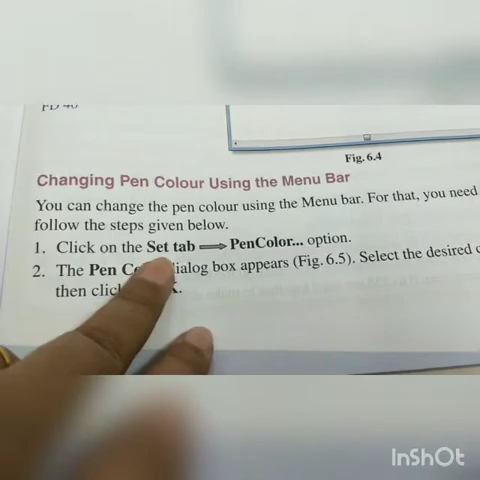 FD 40
Fig. 6.4
Changing Pen Colour Using the Menu Bar
You can change the pen colour using the Menu bar. For that, you need
follow the steps given below.
1. Click on the Set tab ⟹ PenColor... option.
2. The Pen dialog box appears (Fig. 6.5). Select the desired
then click
InShOt